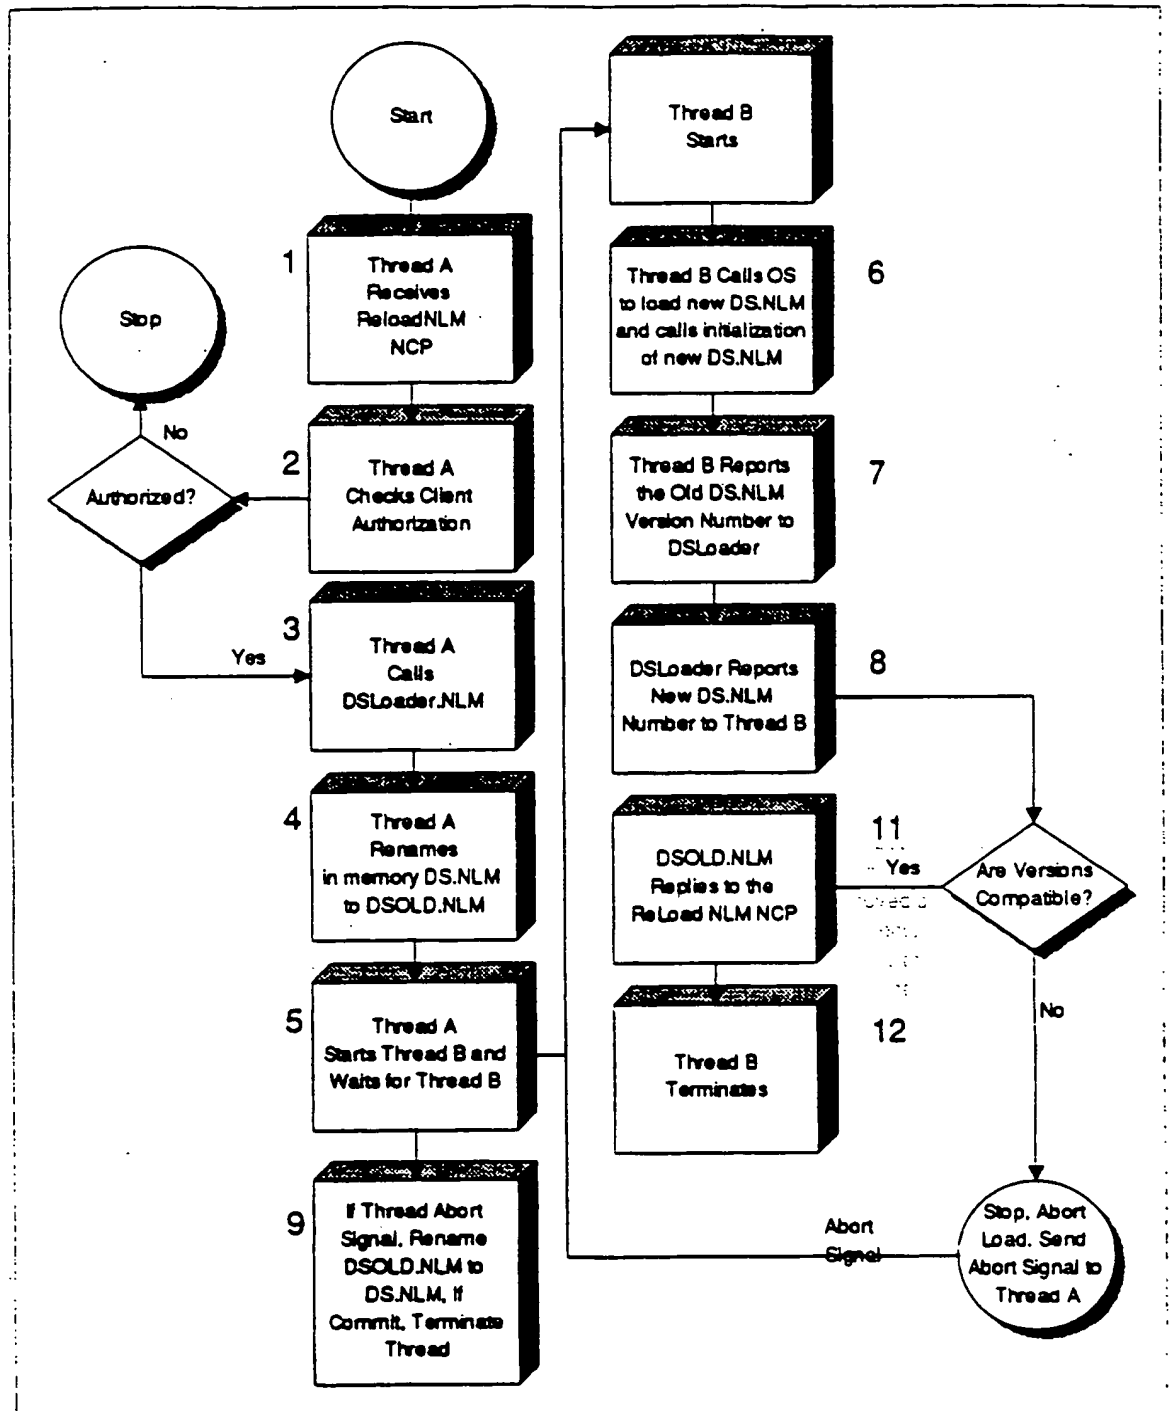 Start
1
Thread A
Receives
ReloadNLM
NCP
Stop
No
2
Thread A
Checks Client
Authorization
Authorized?
Yes
3
Thread A
Calls
DSLoader.NLM
4
Thread A
Renames
in memory DS.NLM
to DSOLD.NLM
5
Thread A
Starts Thread B and
Waits for Thread B
9
If Thread Abort
Signal, Rename
DSOLD.NLM to
DS.NLM, If
Commit, Terminate
Thread
Thread B
Starts
6
Thread B Calls OS
to load new DS.NLM
and calls initialization
of new DS.NLM
7
Thread B Reports
the Old DS.NLM
Version Number to
DSLoader
8
DSLoader Reports
New DS.NLM
Number to Thread B
Are Versions
Compatible?
11
Yes
DSOLD.NLM
Replies to the
ReLoad NLM NCP
12
Thread B
Terminates
No
Stop, Abort
Load, Send
Abort Signal to
Thread A
Abort
Signal